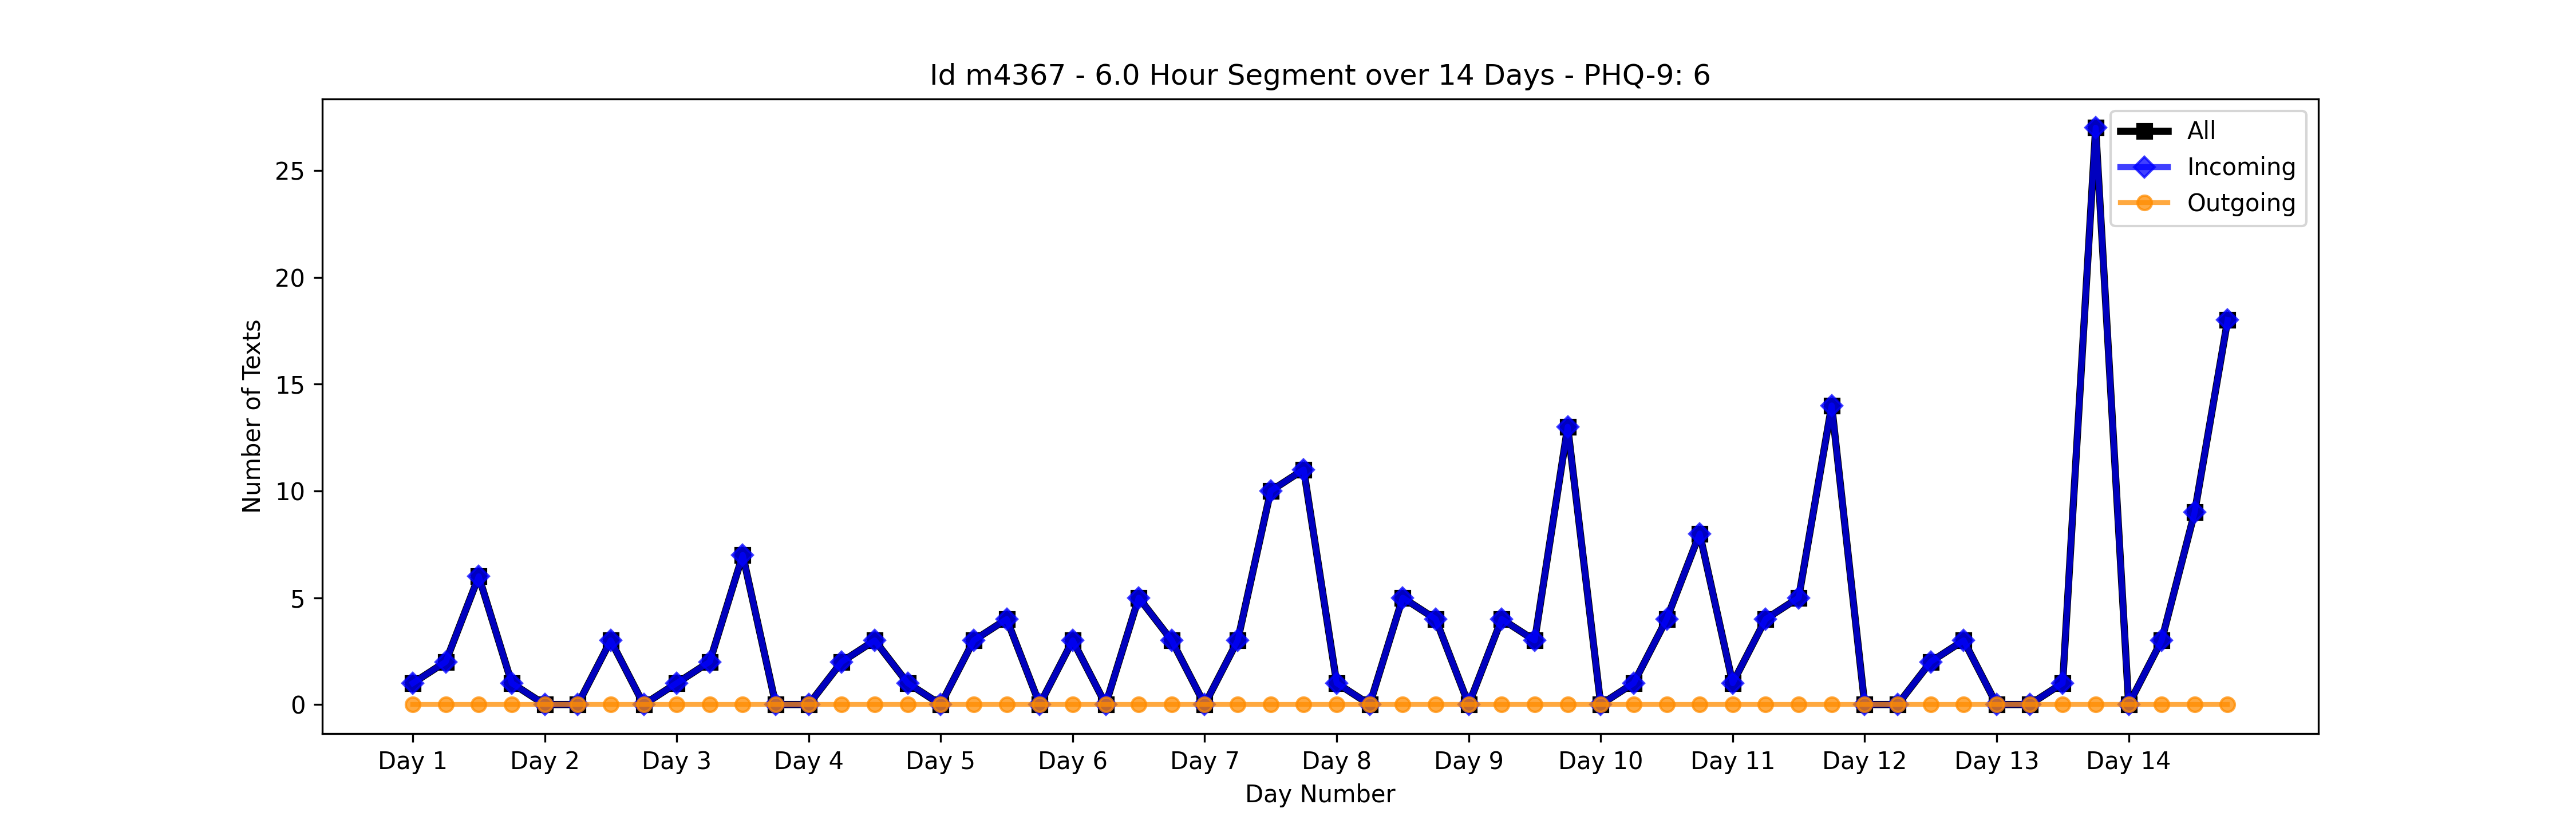 Id m4367 - 6.0 Hour Segment over 14 Days - PHQ-9: 6
All
Incoming
Outgoing
Number of Texts
25
20
15
10
5
0
Day 1 Day 2 Day 3 Day 4 Day 5 Day 6 Day 7 Day 8 Day 9 Day 10 Day 11 Day 12 Day 13 Day 14
Day Number